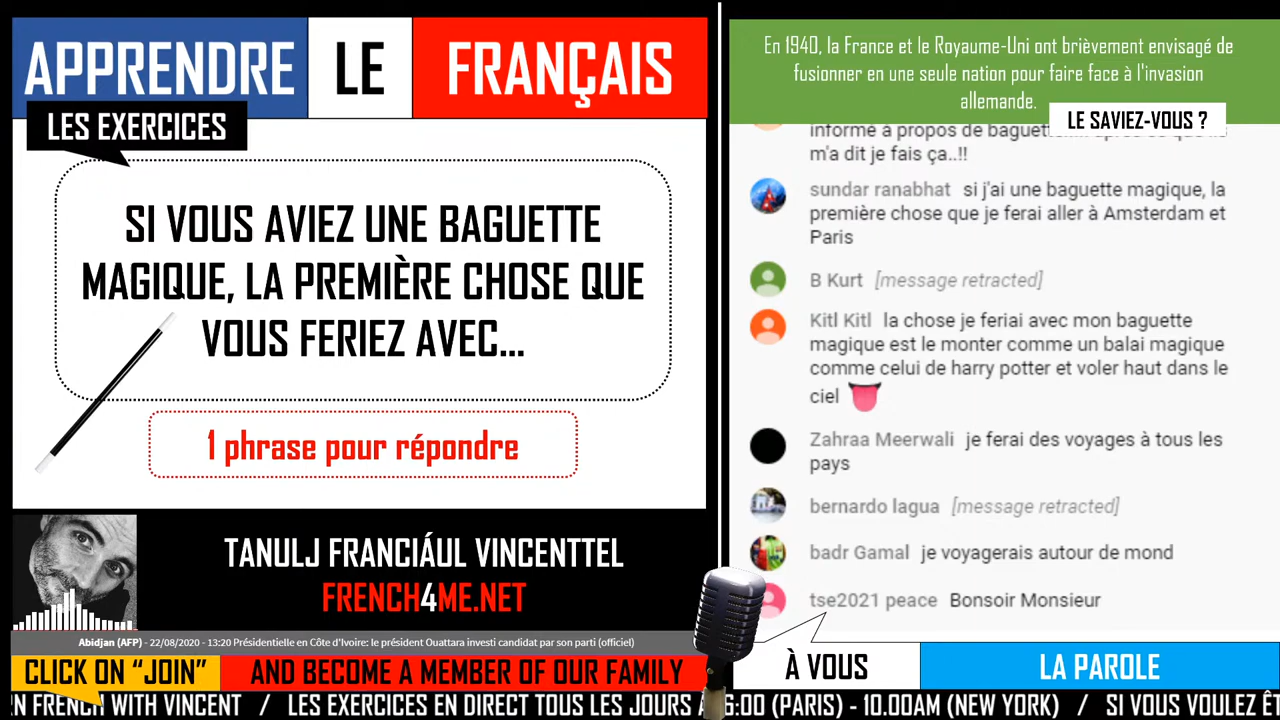 APPRENDRE LE FRANÇAIS
LES EXERCICES
SI VOUS AVIEZ UNE BAGUETTE
MAGIQUE, LA PREMIÈRE CHOSE QUE
VOUS FERIEZ AVEC...
1 phrase pour répondre
TANULJ FRANCIÁUL VINCENTTEL
FRENCH4ME.NET
Abidjan (AFP) - 22/08/2020 - 13:20 Présidentielle en Côte d'Ivoire: le président Ouattara investi candidat par son parti (officiel)
CLICK ON “JOIN” AND BECOME A MEMBER OF OUR FAMILY
En 1940, la France et le Royaume-Uni ont brièvement envisagé de
fusionner en une seule nation pour faire face à l'invasion
allemande.
LE SAVIEZ-VOUS ?
informé à propos de
m'a dit je fais ça..!!
sundar ranabhat si j'ai une baguette magique, la
première chose que je ferai aller à Amsterdam et
Paris
B Kurt [message retracted]
Kitl Kitl la chose je feriai avec mon baguette
magique est le monter comme un balai magique
comme celui de harry potter et voler haut dans le
ciel
Zahraa Meerwali je ferai des voyages à tous les
pays
bernardo lagua [message retracted]
badr Gamal je voyagerais autour de mond
tse2021 peace Bonsoir Monsieur
À VOUS LA PAROLE
EN FRENCH WITH VINCENT / LES EXERCICES EN DIRECT TOUS LES JOURS À 6:00 (PARIS) - 10.00AM (NEW YORK) / SI VOUS VOULEZ